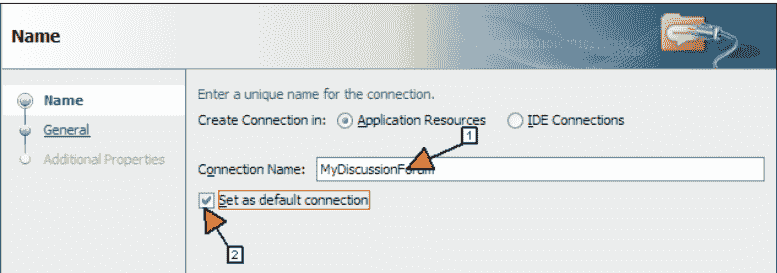 Name
Name
General
Additional Properties
Enter a unique name for the connection.
Create Connection in: Application Resources IDE Connections
1
Connection Name: MyDiscussionForum
Set as default connection
2